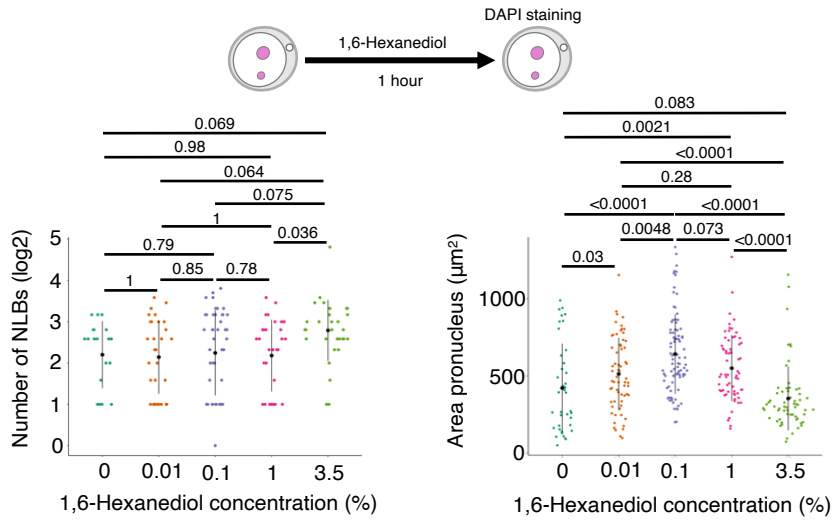 DAPI staining
1,6-Hexanediol
1 hour
0.069
0.98
0.064
0.075
1
0.036
0.79
1
0.85
0.78
Number of NLBs (log2)
5
4
3
2
1
0
0 0.01 0.1 1 3.5
1,6-Hexanediol concentration (%)
0.083
0.0021
<0.0001
0.28
<0.0001 <0.0001
0.0048 0.073 <0.0001
0.03
Area pronucleus (µm²)
1000
500
0
0 0.01 0.1 1 3.5
1,6-Hexanediol concentration (%)